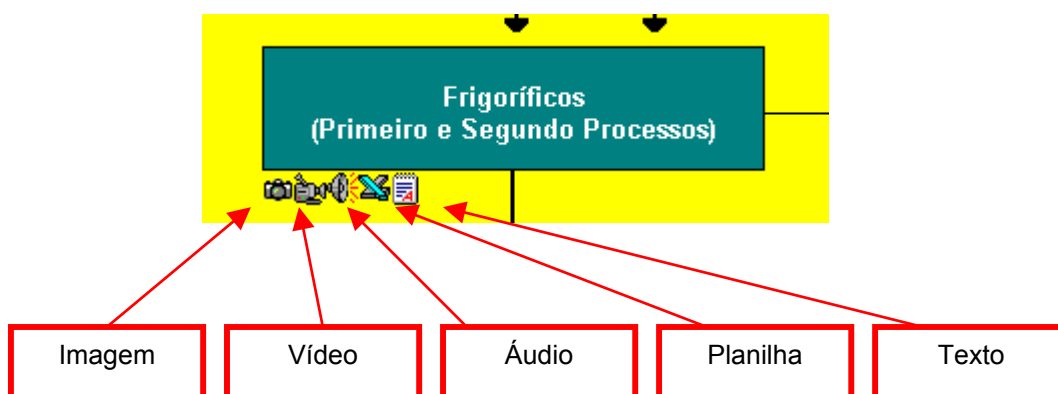 Frigoríficos
(Primeiro e Segundo Processos)
Imagem
Vídeo
Áudio
Planilha
Texto